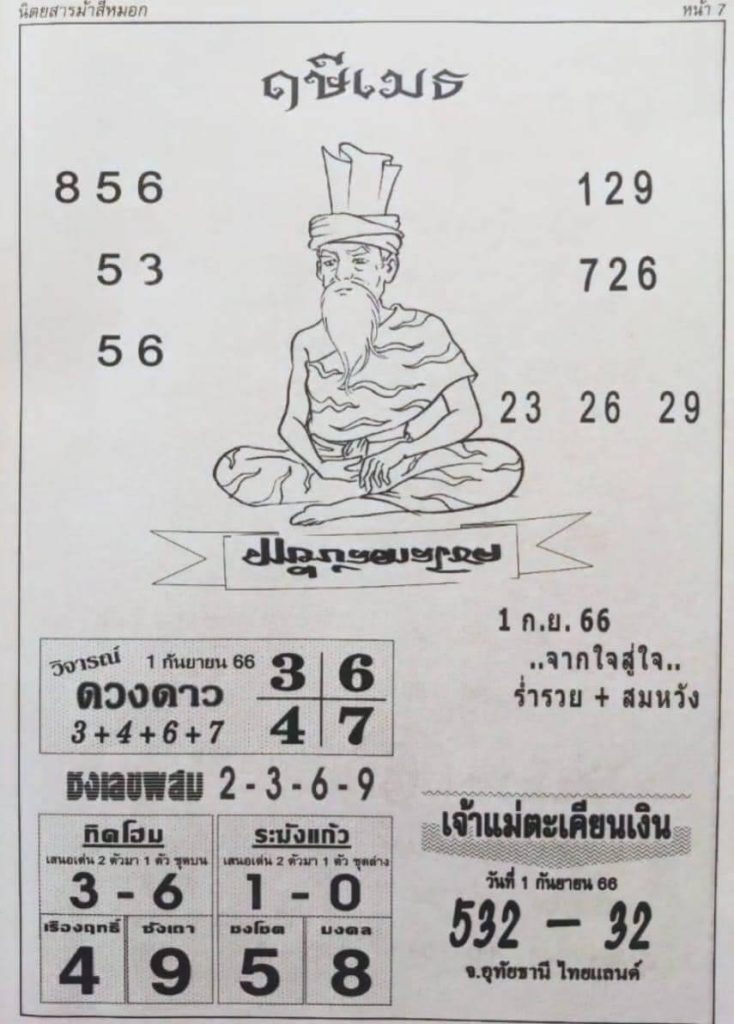 นิตยสารม้าสีหมอก
หน้า 7
ฤษีเมธ
856
129
53
726
56
23 26 29
1 ก.ย. 66
..จากใจสู่ใจ..
ร่ำรวย + สมหวัง
วิจารณ์ 1 กันยายน 66
ดวงดาว
3+4+6+7
3 6
4 7
ธงเลขผสม 2-3-6-9
ทิดโฮม
เสนอเด่น 2 ตัวมา 1 ตัว ชุดบน
3 - 6
ระฆังแก้ว
เสนอเด่น 2 ตัวมา 1 ตัว ชุดล่าง
1 - 0
เรืองฤทธิ์
4
ชั่งเดา
9
ธงโชค
5
มงคล
8
เจ้าแม่ตะเคียนเงิน
วันที่ 1 กันยายน 66
532 - 32
จ.อุทัยธานี ไทยแลนด์